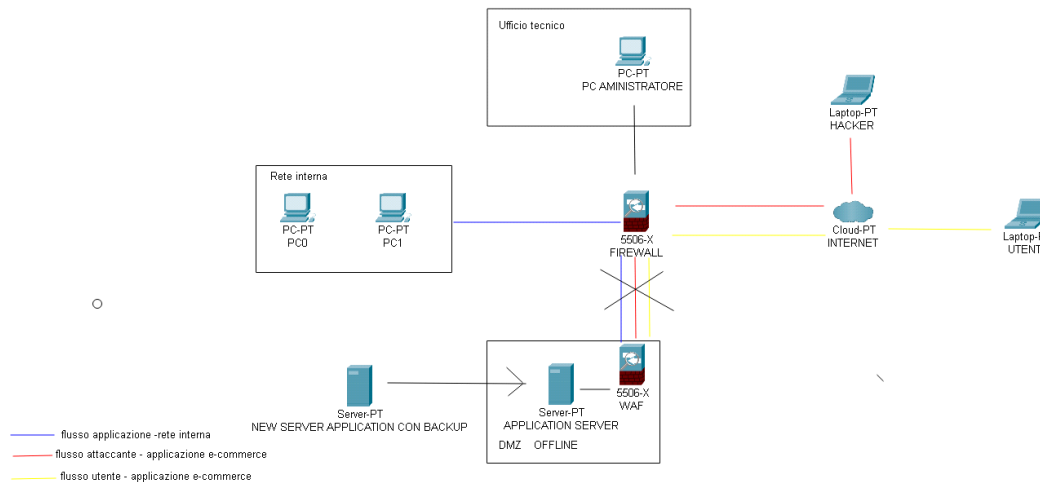 Ufficio tecnico
PC-PT
PC AMINISTRATORE
Laptop-PT
HACKER
Rete interna
PC-PT
PC0
PC-PT
PC1
5506-X
FIREWALL
Cloud-PT
INTERNET
Laptop-P
UTENT
Server-PT
NEW SERVER APPLICATION CON BACKUP
Server-PT
APPLICATION SERVER
5506-X
WAF
DMZ OFFLINE
flusso applicazione -rete interna
flusso attaccante - applicazione e-commerce
flusso utente - applicazione e-commerce